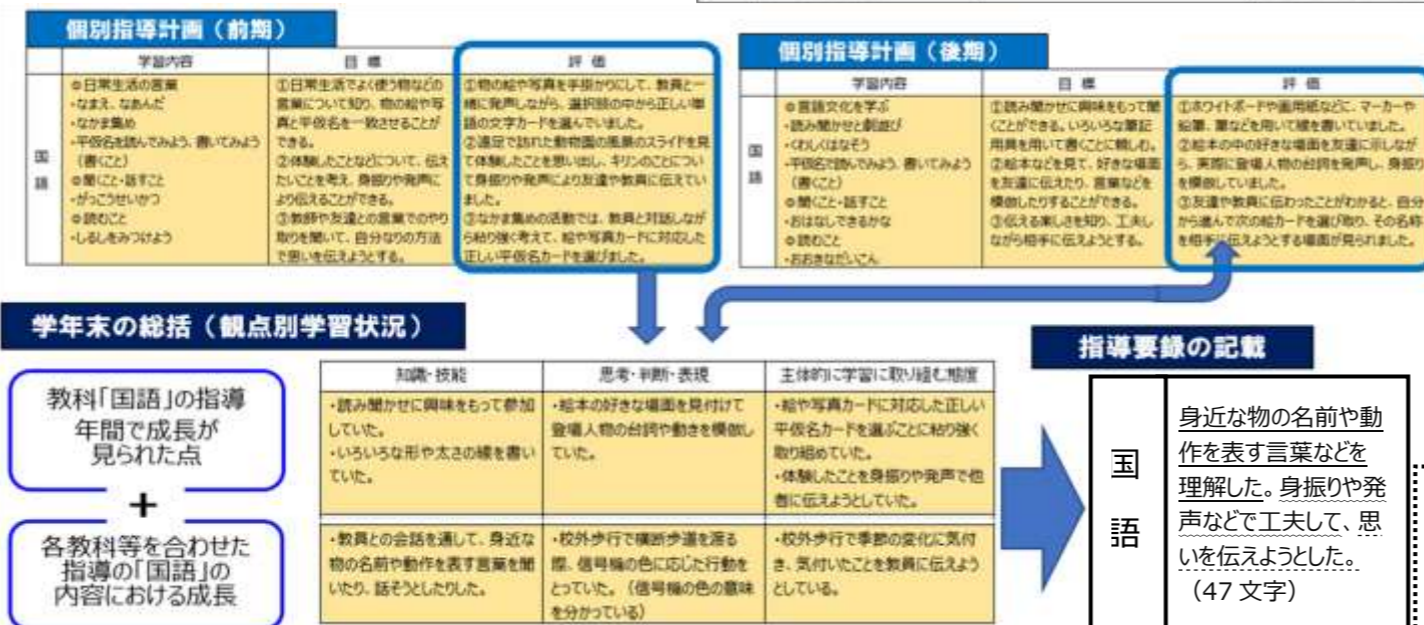 個別指導計画（前期）
学習内容
目 標
評 価
国語
◎日常生活の言葉
・なまえ、なあんだ
・なかま集め
・平仮名を読んでみよう、書いてみよう
（書くこと）
◎聞くこと・話すこと
・がっこうせいかつ
◎読むこと
・しるしをみつけよう
①日常生活でよく使う物などの
言葉について知り、物の絵や写
真と平仮名を一致させることが
できる。
②体験したことなどについて、伝え
たいことを考え、身振りや発声に
より伝えることができる。
③教師や友達との言葉でのやり
取りを聞いて、自分なりの方法
で思いを伝えようとする。
①物の絵や写真を手掛かりにして、教員と一
緒に発声しながら、選択肢の中から正しい単
語の文字カードを選んでいました。
②遠足で訪れた動物園の風景のスライドを見
て体験したことを思い出し、キリンのことについ
て身振りや発声により友達や教員に伝えてい
ました。
③なかま集めの活動では、教員と対話しなが
ら粘り強く考えて、絵や写真カードに対応した
正しい平仮名カードを選びました。
個別指導計画（後期）
学習内容
目 標
評 価
国語
◎言語文化を学ぶ
・読み聞かせと劇遊び
・くわしくはなそう
・平仮名で読んでみよう、書いてみよう
（書くこと）
◎聞くこと・話すこと
・おはなしできるかな
◎読むこと
・おおきなだいこん
①読み聞かせに興味をもって聞
くことができる。いろいろな筆記
用具を用いて書くことに親しむ。
②絵本などを見て、好きな場面
を友達に伝えたり、言葉などを
模倣したりすることができる。
③伝える楽しさを知り、工夫し
ながら相手に伝えようとする。
①ホワイトボードや画用紙などに、マーカーや
鉛筆、筆などを用いて線を書いていました。
②絵本の中の好きな場面を友達に示しなが
ら、実際に登場人物の台詞を発声し、身振り
を模倣していました。
③友達や教員に伝わったことがわかると、自分
から進んで次の絵カードを選び取り、その名称
を相手に伝えようとする場面が見られました。
学年末の総括（観点別学習状況）
教科「国語」の指導
年間で成長が
見られた点
＋
各教科等を合わせた
指導の「国語」の
内容における成長
知識・技能
思考・判断・表現
主体的に学習に取り組む態度
・読み聞かせに興味をもって参加
していた。
・いろいろな形や太さの線を書い
ていた。
・絵本の好きな場面を見付けて
登場人物の台詞や動きを模倣し
ていた。
・絵や写真カードに対応した正しい
平仮名カードを選ぶことに粘り強く
取り組めていた。
・体験したことを身振りや発声で他
者に伝えようとしていた。
・教員との会話を通して、身近な
物の名前や動作を表す言葉を聞
いたり、話そうとしたりした。
・校外歩行で横断歩道を渡る
際、信号機の色に応じた行動を
とっていた。（信号機の色の意味
を分かっている）
・校外歩行で季節の変化に気付
き、気付いたことを教員に伝えよう
としている。
指導要録の記載
国語
身近な物の名前や動
作を表す言葉などを
理解した。身振りや発
声などで工夫して、思
いを伝えようとした。
（47 文字）